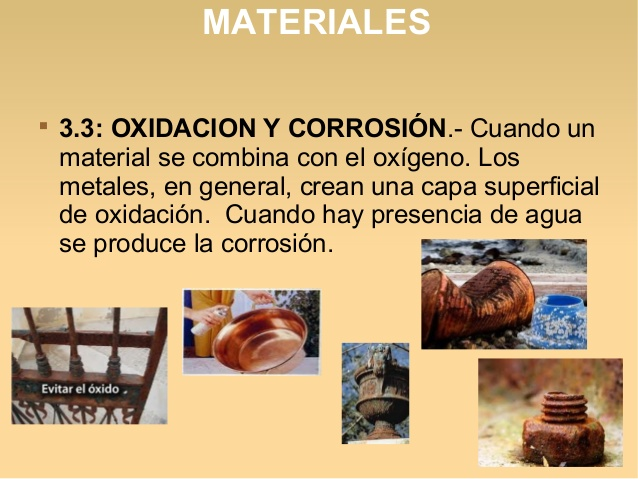 MATERIALES
3.3: OXIDACION Y CORROSIÓN.- Cuando un
material se combina con el oxígeno. Los
metales, en general, crean una capa superficial
de oxidación. Cuando hay presencia de agua
se produce la corrosión.
Evitar el óxido